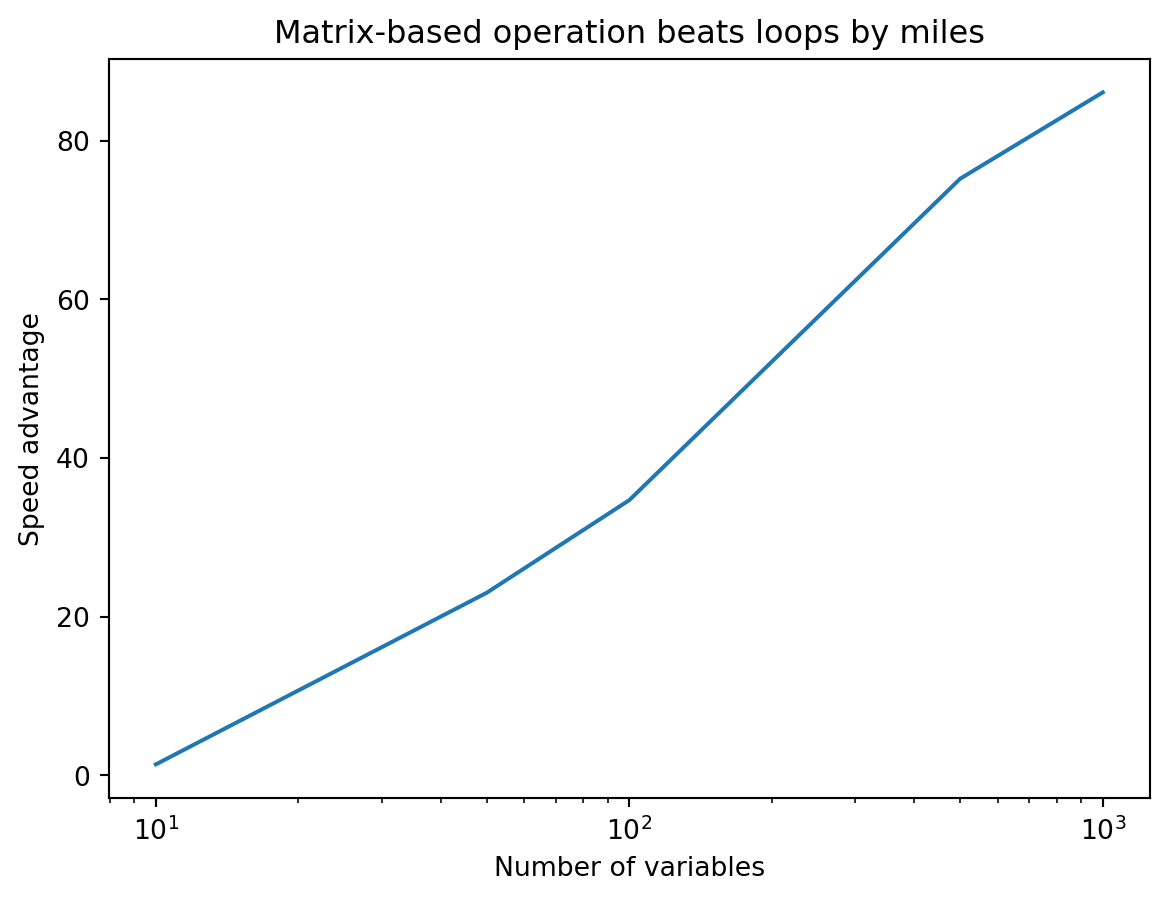 Matrix-based operation beats loops by miles
Speed advantage
80
60
40
20
0
10¹ 10² 10³
Number of variables